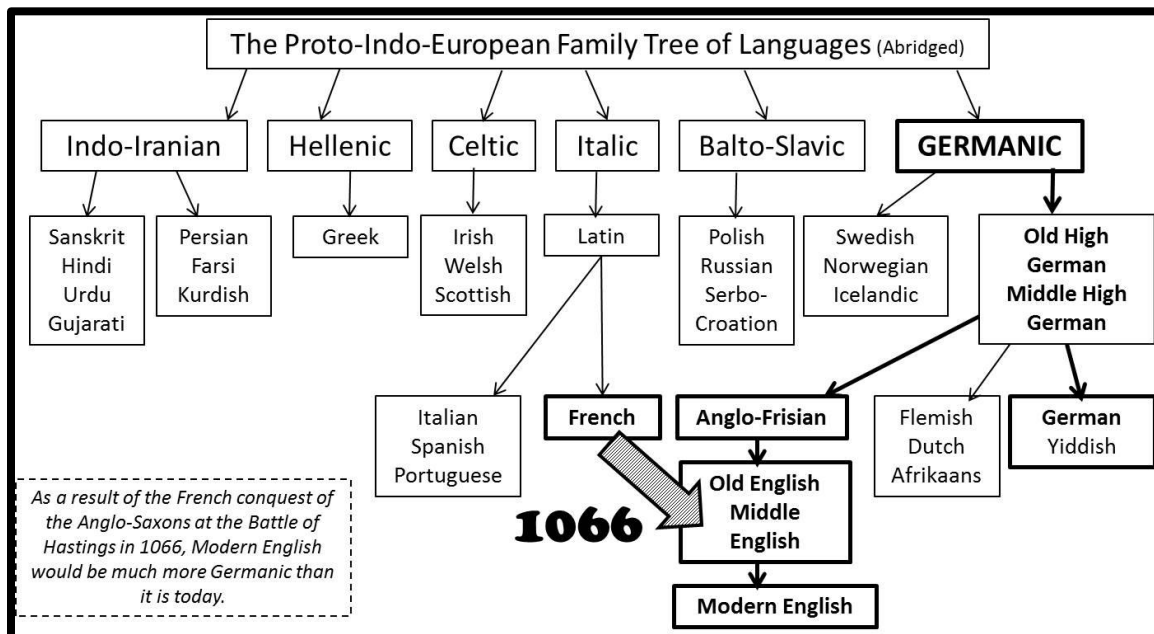 The Proto-Indo-European Family Tree of Languages (Abridged)
Indo-Iranian
Hellenic
Celtic
Italic
Balto-Slavic
GERMANIC
Sanskrit
Hindi
Urdu
Gujarati
Persian
Farsi
Kurdish
Greek
Irish
Welsh
Scottish
Latin
Polish
Russian
Serbo-
Croation
Swedish
Norwegian
Icelandic
Old High
German
Middle High
German
Italian
Spanish
Portuguese
French
Anglo-Frisian
Flemish
Dutch
Afrikaans
German
Yiddish
1066
Old English
Middle
English
Modern English
As a result of the French conquest of
the Anglo-Saxons at the Battle of
Hastings in 1066, Modern English
would be much more Germanic than
it is today.